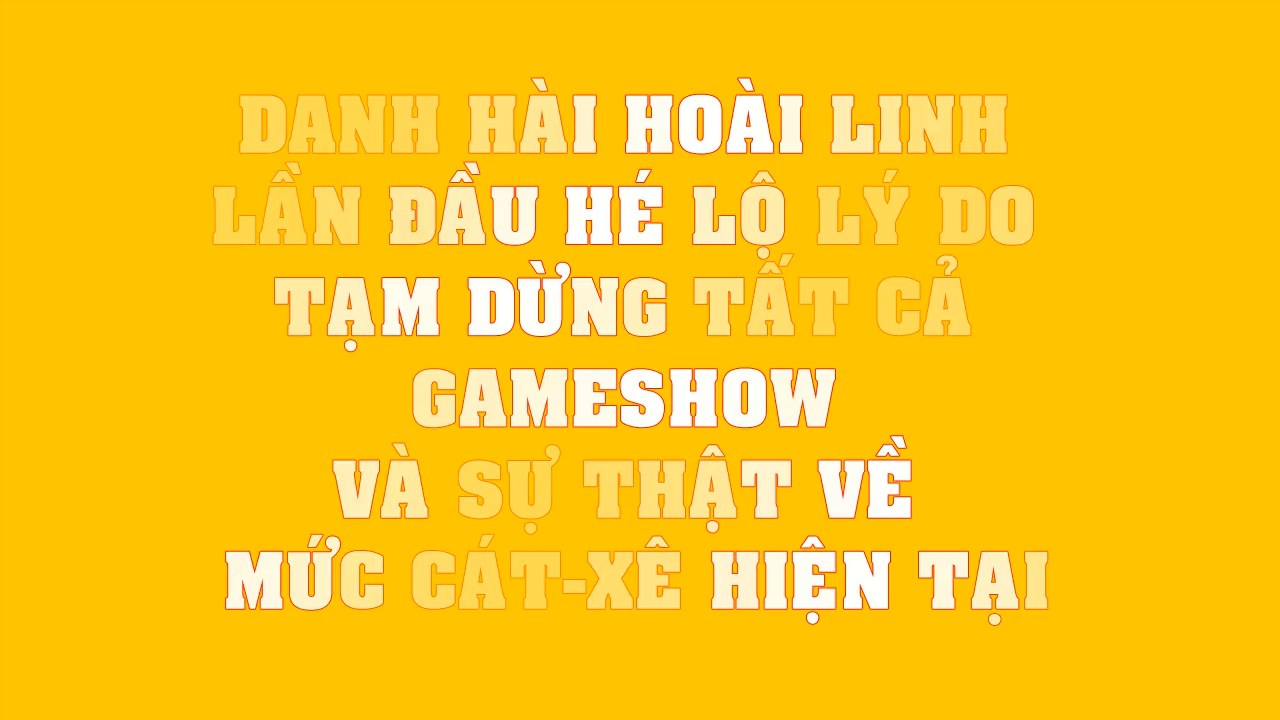 DANH HÀI HOÀI LINH
LẦN ĐẦU HÉ LỘ LÝ DO
TẠM DỪNG TẤT CẢ
GAMESHOW
VÀ SỰ THẬT VỀ
MỨC CÁT-XÊ HIỆN TẠI